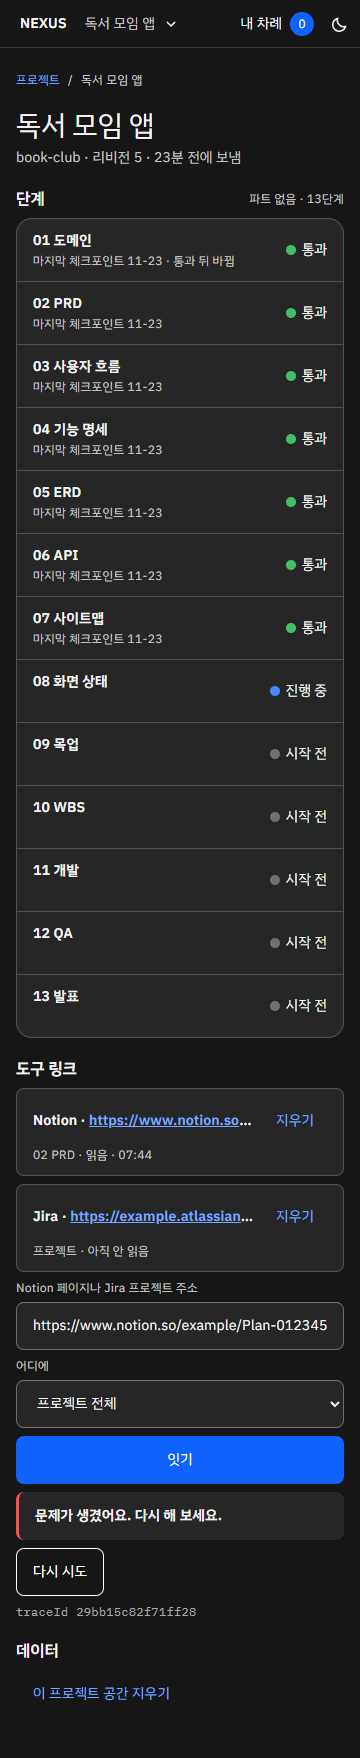 NEXUS 독서 모임 앱 내 차례 0
프로젝트 / 독서 모임 앱
독서 모임 앱
book-club · 리비전 5 · 23분 전에 보냄
단계 파트 없음 · 13단계
01 도메인
마지막 체크포인트 11-23 · 통과 뒤 바뀜
통과
02 PRD
마지막 체크포인트 11-23
통과
03 사용자 흐름
마지막 체크포인트 11-23
통과
04 기능 명세
마지막 체크포인트 11-23
통과
05 ERD
마지막 체크포인트 11-23
통과
06 API
마지막 체크포인트 11-23
통과
07 사이트맵
마지막 체크포인트 11-23
통과
08 화면 상태
진행 중
09 목업
시작 전
10 WBS
시작 전
11 개발
시작 전
12 QA
시작 전
13 발표
시작 전
도구 링크
Notion · https://www.notion.so... 지우기
02 PRD · 읽음 · 07:44
Jira · https://example.atlassian... 지우기
프로젝트 · 아직 안 읽음
Notion 페이지나 Jira 프로젝트 주소
https://www.notion.so/example/Plan-012345
어디에
프로젝트 전체
잇기
문제가 생겼어요. 다시 해 보세요.
다시 시도
traceId 29bb15c82f71ff28
데이터
이 프로젝트 공간 지우기